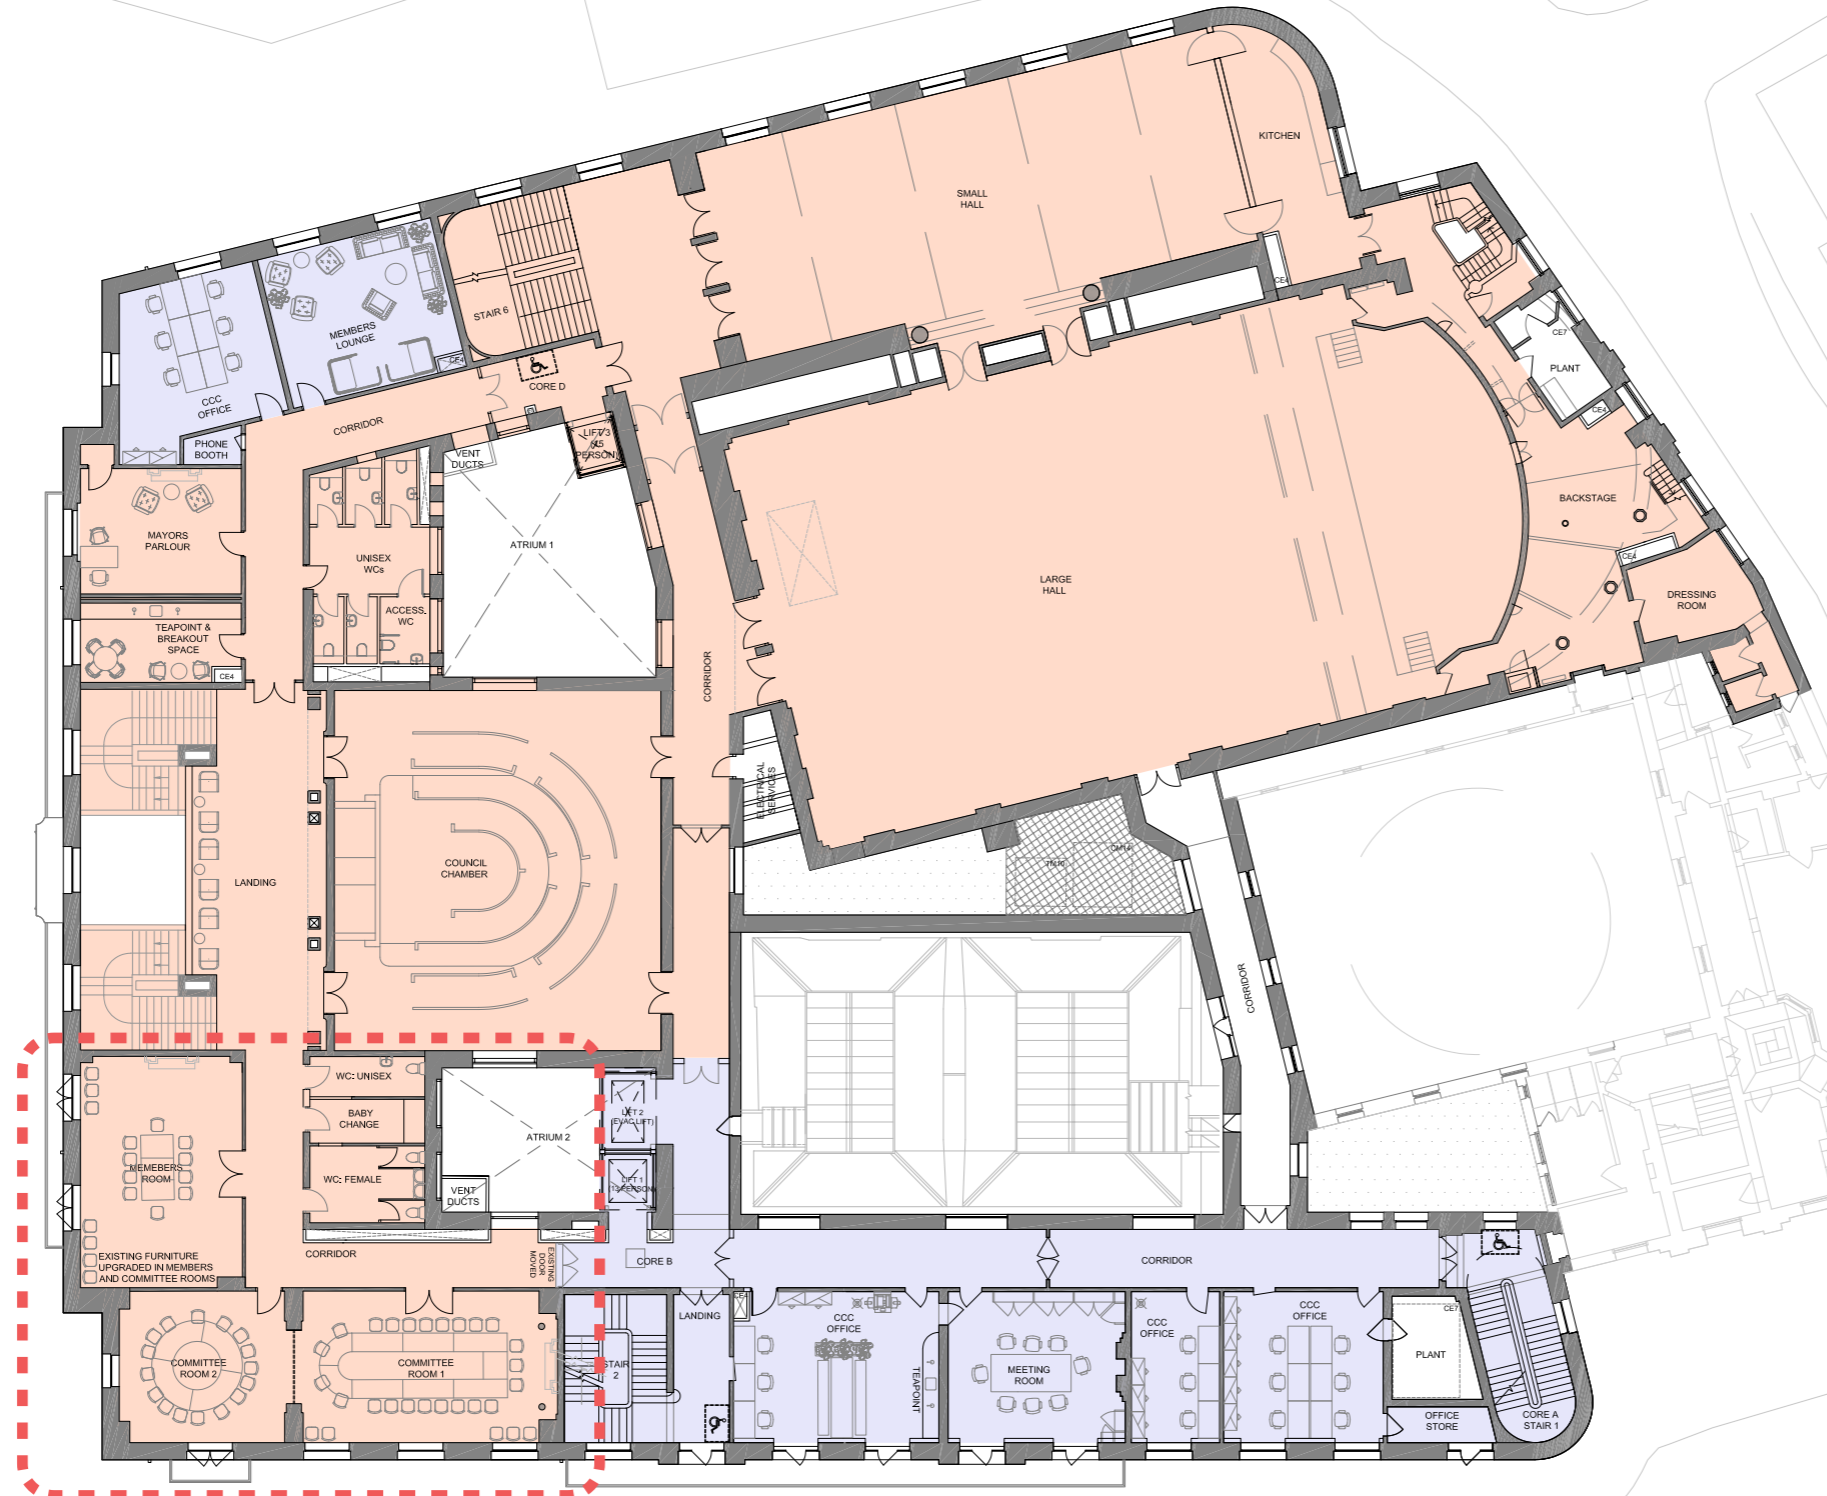 KITCHEN
SMALL
HALL
CE4
STAIR 6
MEMBERS
LOUNGE
CE4
CCC
OFFICE
CORE D
CORRIDOR
PHONE
BOOTH
LIFT 3
PERSON
VENT
DUCTS
CE7
PLANT
CE4
MAYORS
PARLOUR
UNISEX
WCs
ATRIUM 1
BACKSTAGE
CE4
LARGE
HALL
DRESSING
ROOM
ACCESS
WC
TEAPOINT &
BREAKOUT
SPACE
CE4
CORRIDOR
ELECTRICAL
SERVICES
COUNCIL
CHAMBER
LANDING
CORRIDOR
WC: UNISEX
BABY
CHANGE
WC: FEMALE
ATRIUM 2
VENT
DUCTS
LIFT 2
(EVAC LIFT)
LIFT 1
(13 PERSON)
MEMEBERS
ROOM
EXISTING FURNITURE
UPGRADED IN MEMBERS
AND COMMITTEE ROOMS
CORRIDOR
EXISTING
DOOR
MOVED
CORE B
CORRIDOR
LANDING
CE4
CCC
OFFICE
TEAPOINT
MEETING
ROOM
CCC
OFFICE
CCC
OFFICE
CE7
PLANT
OFFICE
STORE
CORE A
STAIR 1
COMMITTEE
ROOM 2
COMMITTEE
ROOM 1
STAIR
2